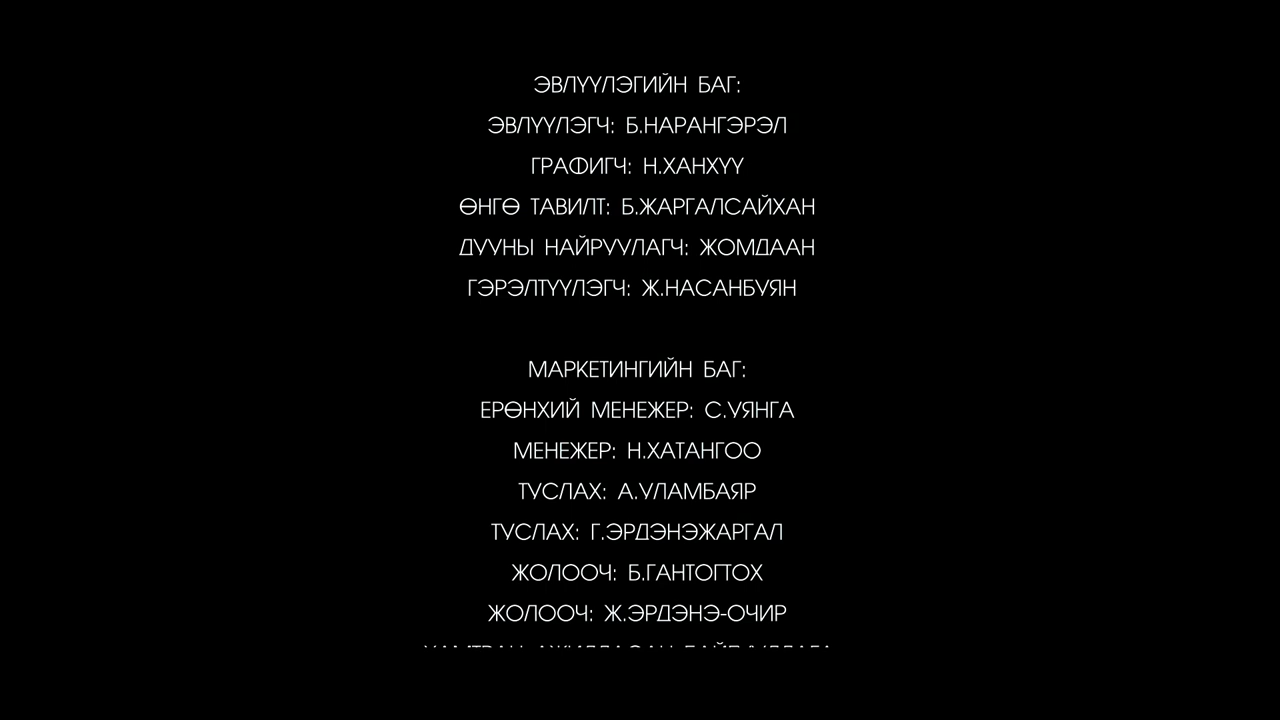 ЭВЛҮҮЛЭГИЙН БАГ:
ЭВЛҮҮЛЭГЧ: Б.НАРАНГЭРЭЛ
ГРАФИГЧ: Н.ХАНХҮҮ
ӨНГӨ ТАВИЛТ: Б.ЖАРГАЛСАЙХАН
ДУУНЫ НАЙРУУЛАГЧ: ЖОМДААН
ГЭРЭЛТҮҮЛЭГЧ: Ж.НАСАНБУЯН
МАРКЕТИНГИЙН БАГ:
ЕРӨНХИЙ МЕНЕЖЕР: С.УЯНГА
МЕНЕЖЕР: Н.ХАТАНГОО
ТУСЛАХ: А.УЛАМБАЯР
ТУСЛАХ: Г.ЭРДЭНЭЖАРГАЛ
ЖОЛООЧ: Б.ГАНТОГТОХ
ЖОЛООЧ: Ж.ЭРДЭНЭ-ОЧИР